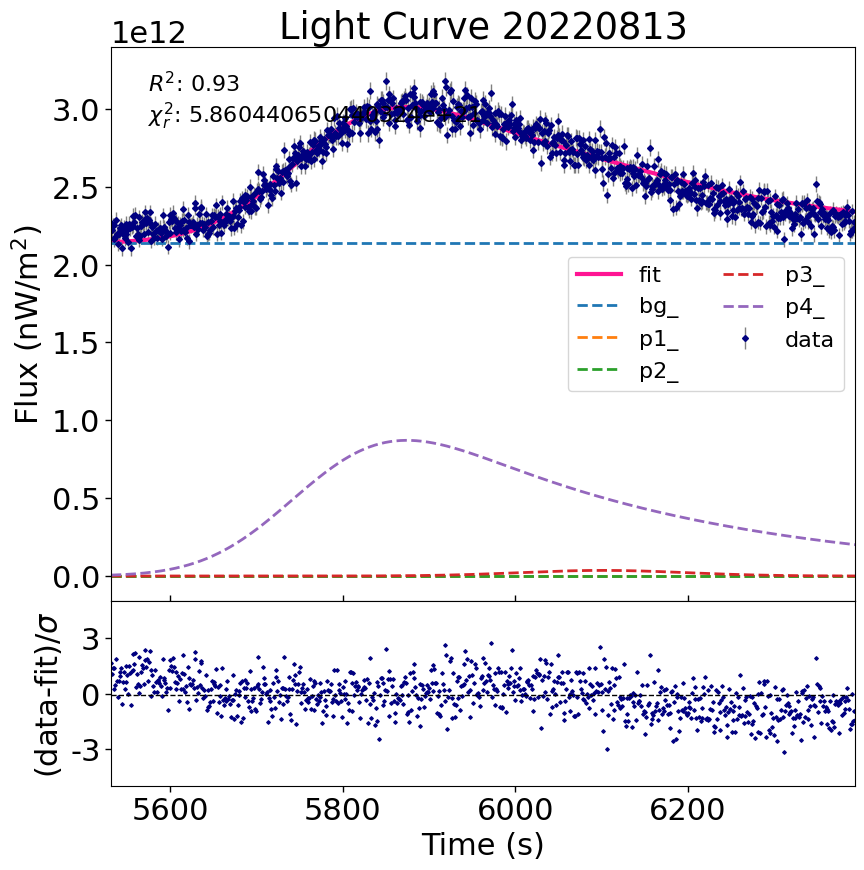 Light Curve 20220813
1e12
R²: 0.93
χ²ᵣ:
3.0
2.5
2.0
1.5
1.0
0.5
0.0
Flux (nW/m²)
fit
bg_
p1_
p2_
p3_
p4_
data
3
0
-3
(data-fit)/σ
5600
5800
6000
6200
Time (s)